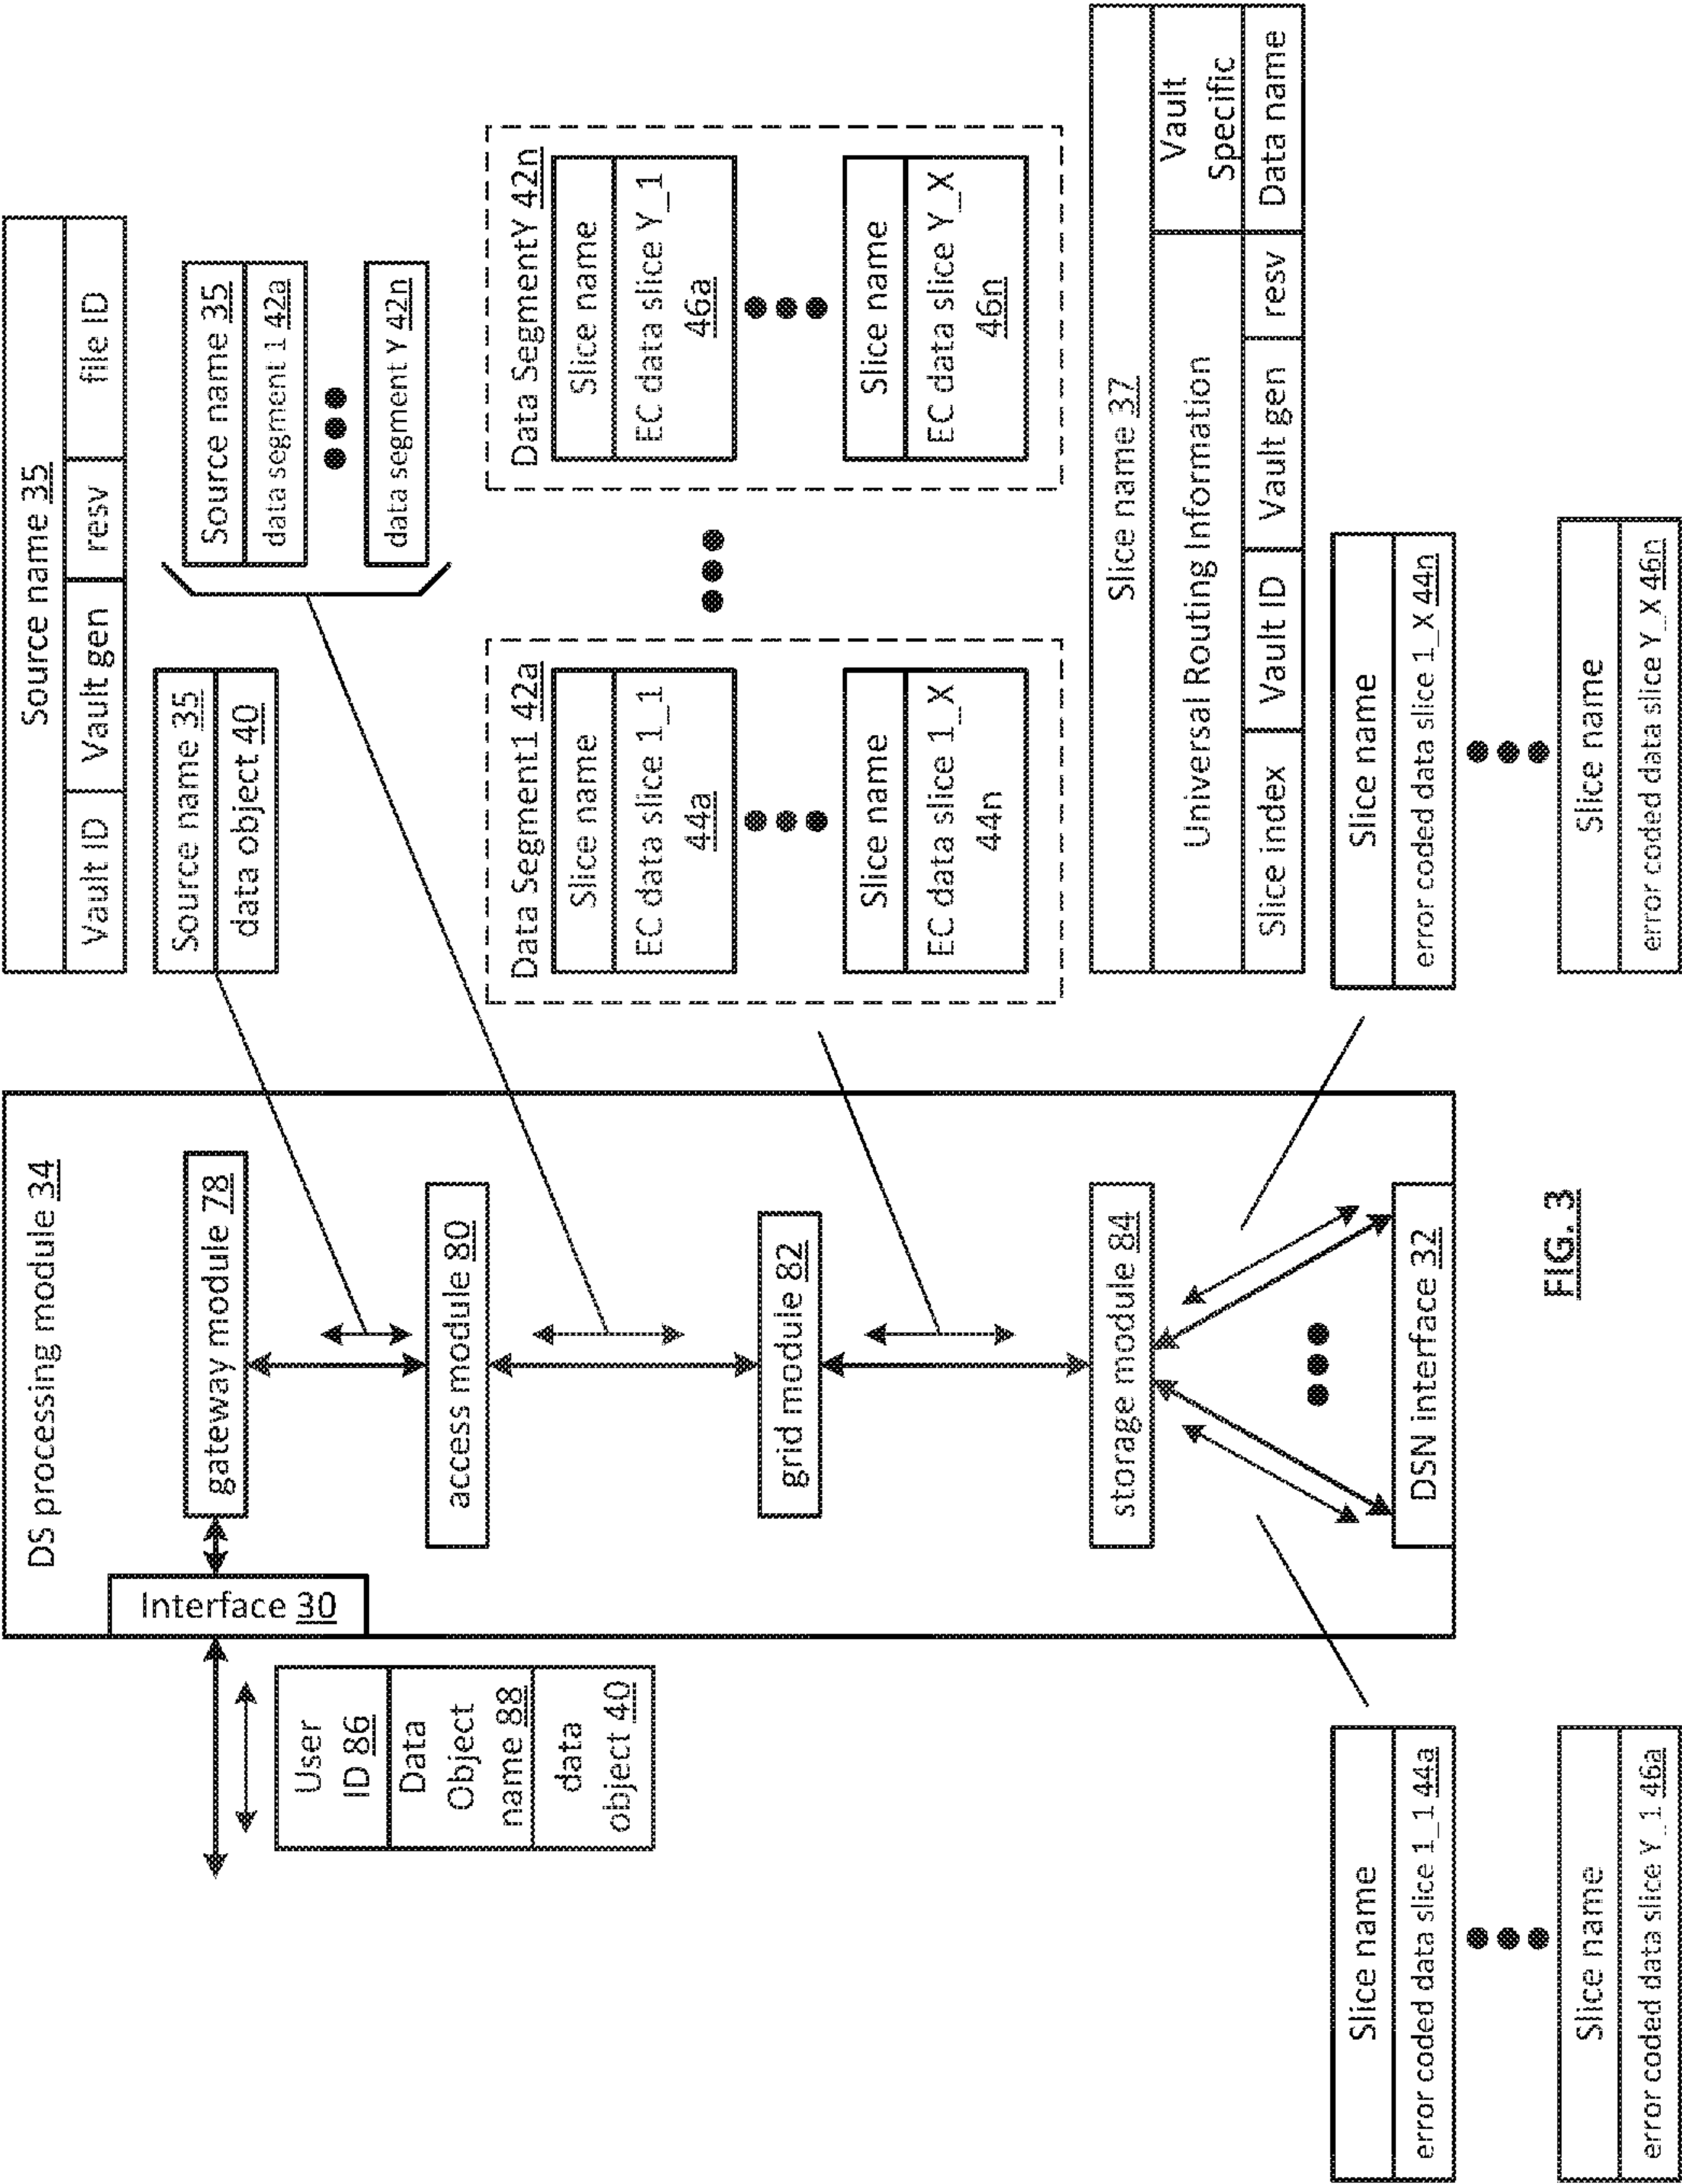 DS processing module 34
Interface 30
gateway module 78
access module 80
grid module 82
storage module 84
DSN interface 32
User
ID 86
Data
Object
name 88
data
object 40
Source name 35
Vault ID
Vault gen
resv
file ID
Source name 35
data object 40
Source name 35
data segment 1 42a
data segment Y 42n
Data Segment1 42a
Slice name
EC data slice 1_1
44a
Slice name
EC data slice 1_X
44n
Data SegmentY 42n
Slice name
EC data slice Y_1
46a
Slice name
EC data slice Y_X
46n
Slice name 37
Universal Routing Information
Vault
Specific
Slice index
Vault ID
Vault gen
resv
Data name
Slice name
error coded data slice 1_1 44a
Slice name
error coded data slice Y_1 46a
Slice name
error coded data slice 1_X 44n
Slice name
error coded data slice Y_X 46n
FIG. 3